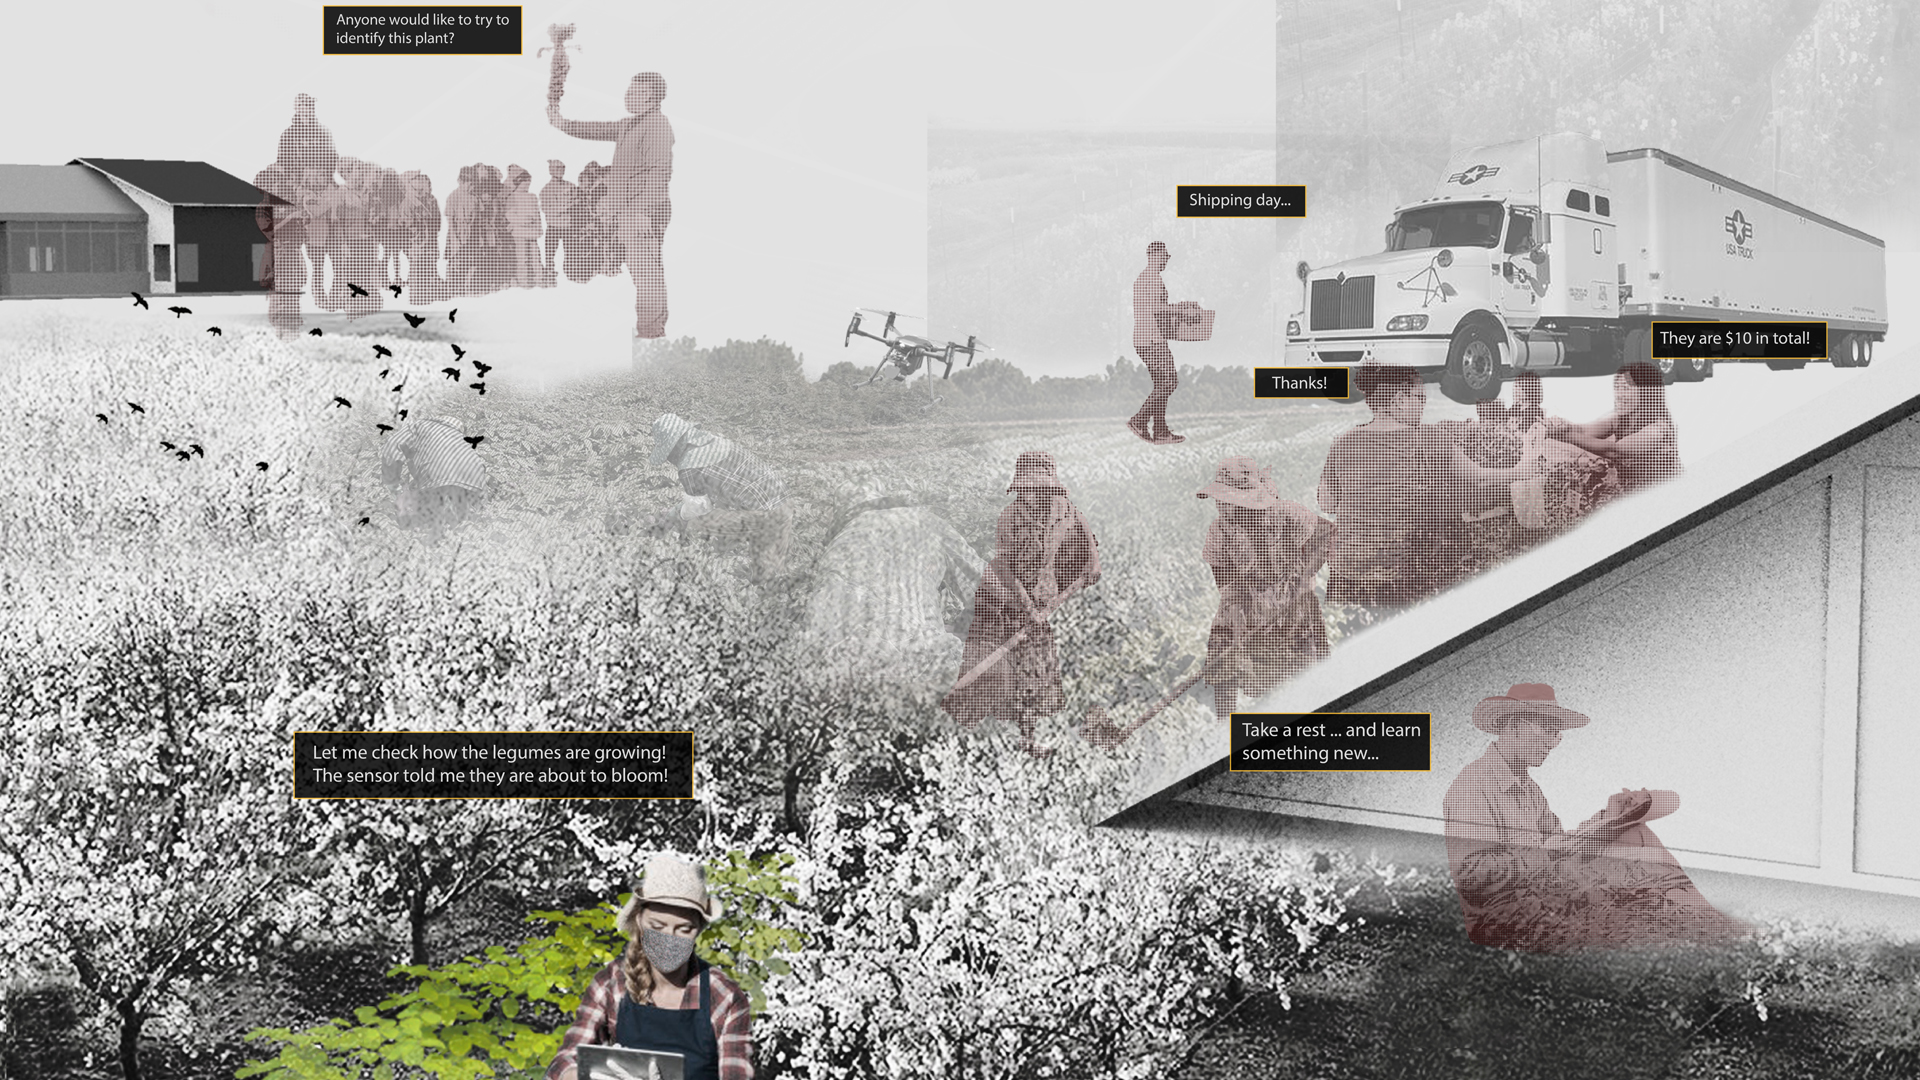 Anyone would like to try to
identify this plant?
Shipping day...
USA TRUCK
They are $10 in total!
Thanks!
Take a rest ... and learn
something new...
Let me check how the legumes are growing!
The sensor told me they are about to bloom!